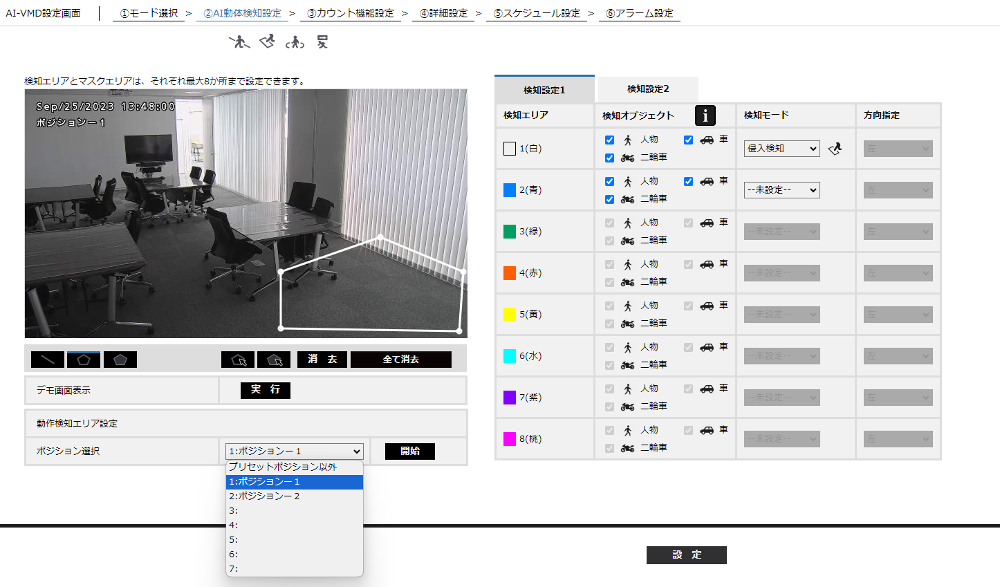 AI-VMD設定画面 ①モード選択 > ②AI動体検知設定 > ③カウント機能設定 > ④詳細設定 > ⑤スケジュール設定 > ⑥アラーム設定
検知エリアとマスクエリアは、それぞれ最大8か所まで設定できます。
Sep/25/2023 13:48:00
ポジションー1
消 去 全て消去
デモ画面表示 実 行
動作検知エリア設定
ポジション選択 1:ポジションー1 開始
プリセットポジション以外
1:ポジションー1
2:ポジションー2
3:
4:
5:
6:
7:
検知設定1 検知設定2
検知エリア 検知オブジェクト i 検知モード 方向指定
1(白) 人物 車 侵入検知 左
二輪車
2(青) 人物 車 --未設定-- 左
二輪車
3(緑) 人物 車 --未設定-- 左
二輪車
4(赤) 人物 車 --未設定-- 左
二輪車
5(黄) 人物 車 --未設定-- 左
二輪車
6(水) 人物 車 --未設定-- 左
二輪車
7(紫) 人物 車 --未設定-- 左
二輪車
8(桃) 人物 車 --未設定-- 左
二輪車
設 定